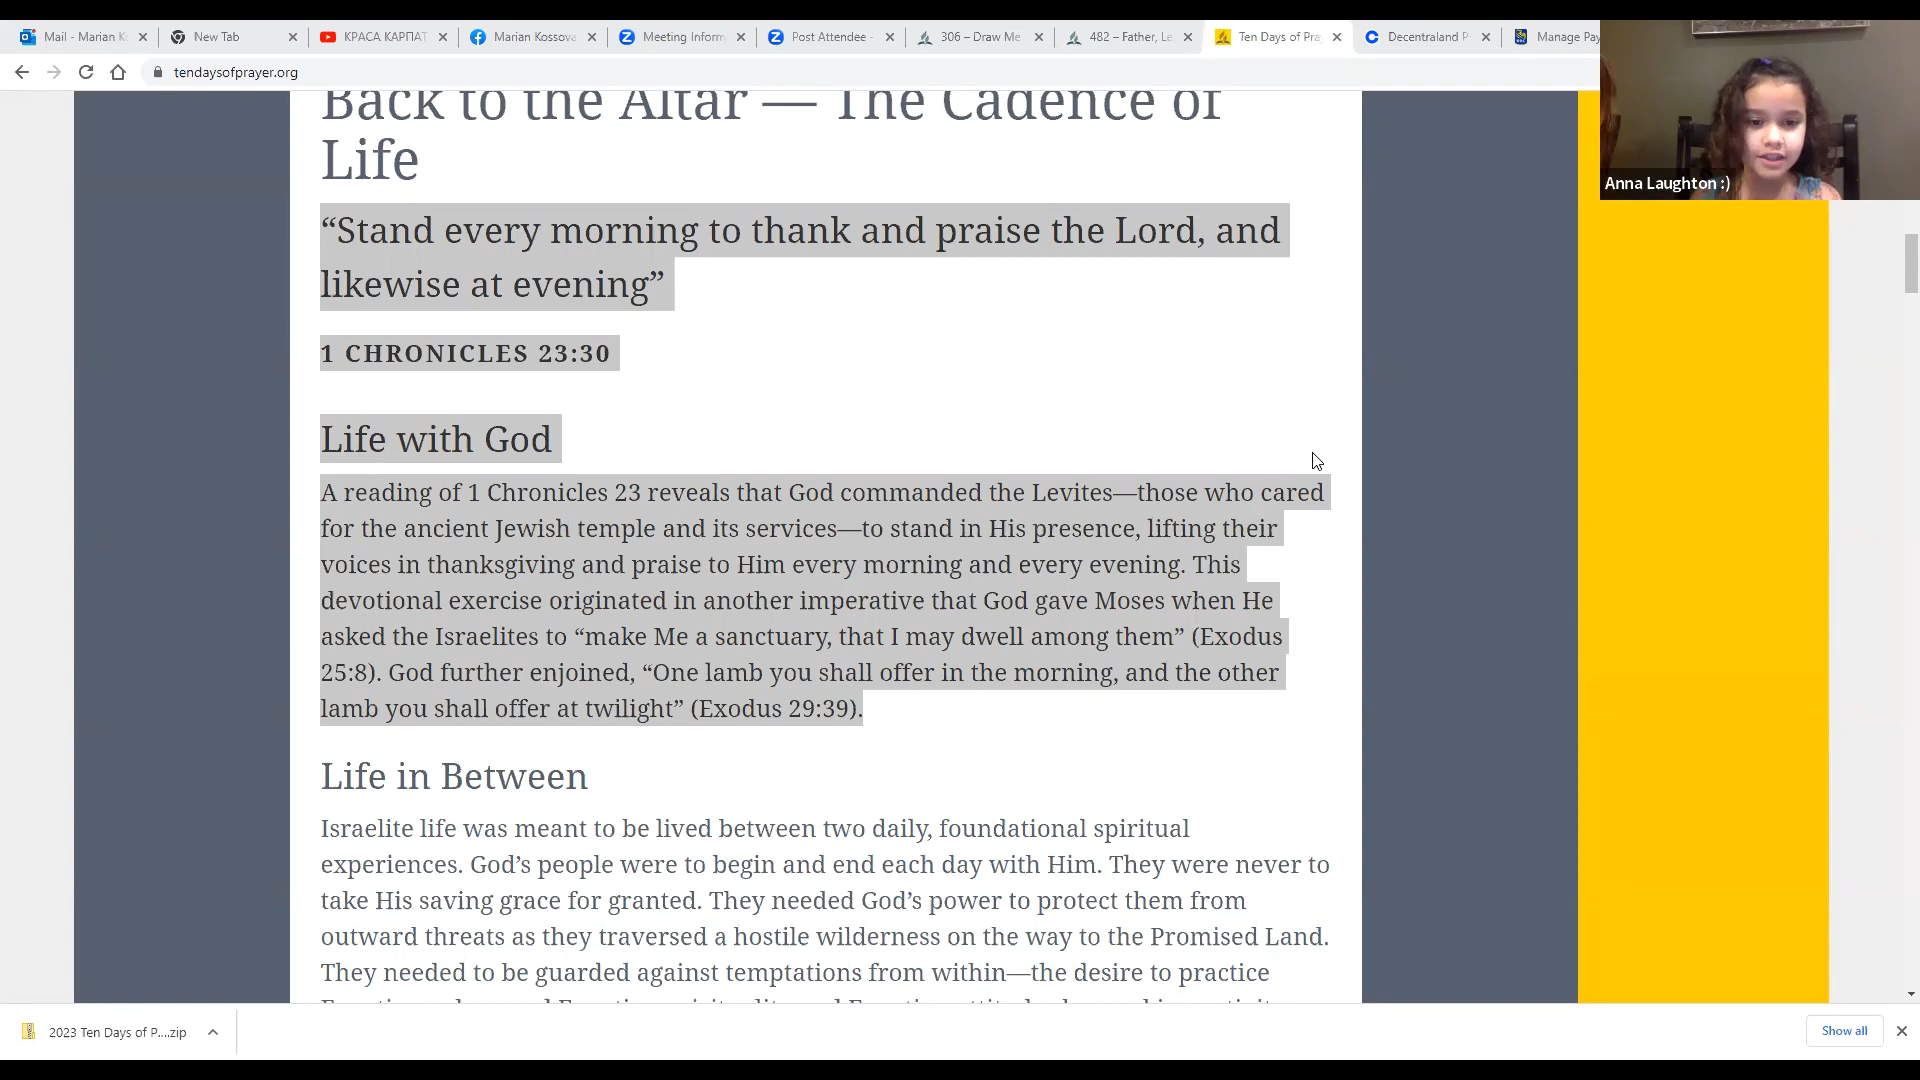 Mail - Marian K
New Tab
КРАСА КАРПАТ
Marian Kossova
Meeting Inform
Post Attendee -
306 – Draw Me
482 – Father, Le
Ten Days of Pra
Decentraland P
Manage Pay
tendaysofprayer.org
Back to the Altar — The Cadence of
Life
Anna Laughton :)
“Stand every morning to thank and praise the Lord, and
likewise at evening”
1 CHRONICLES 23:30
Life with God
A reading of 1 Chronicles 23 reveals that God commanded the Levites—those who cared
for the ancient Jewish temple and its services—to stand in His presence, lifting their
voices in thanksgiving and praise to Him every morning and every evening. This
devotional exercise originated in another imperative that God gave Moses when He
asked the Israelites to “make Me a sanctuary, that I may dwell among them” (Exodus
25:8). God further enjoined, “One lamb you shall offer in the morning, and the other
lamb you shall offer at twilight” (Exodus 29:39).
Life in Between
Israelite life was meant to be lived between two daily, foundational spiritual
experiences. God’s people were to begin and end each day with Him. They were never to
take His saving grace for granted. They needed God’s power to protect them from
outward threats as they traversed a hostile wilderness on the way to the Promised Land.
They needed to be guarded against temptations from within—the desire to practice
2023 Ten Days of P....zip
Show all